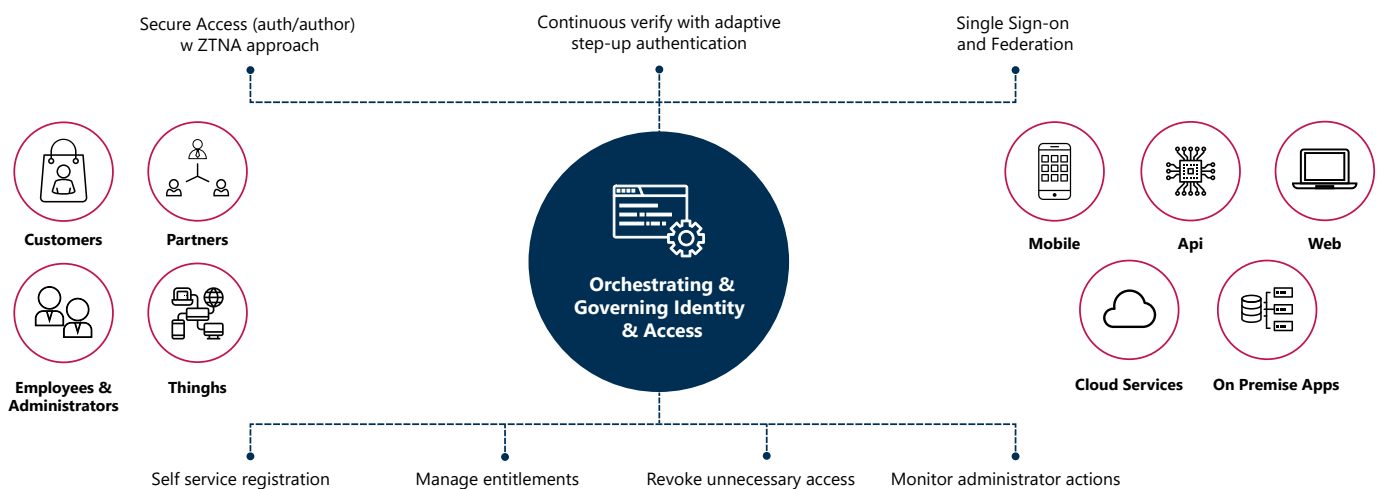 Secure Access (auth/author)
w ZTNA approach
Continuous verify with adaptive
step-up authentication
Single Sign-on
and Federation
Customers
Partners
Employees &
Administrators
Thinghs
Orchestrating &
Governing Identity
& Access
Mobile
Api
Web
Cloud Services
On Premise Apps
Self service registration
Manage entitlements
Revoke unnecessary access
Monitor administrator actions